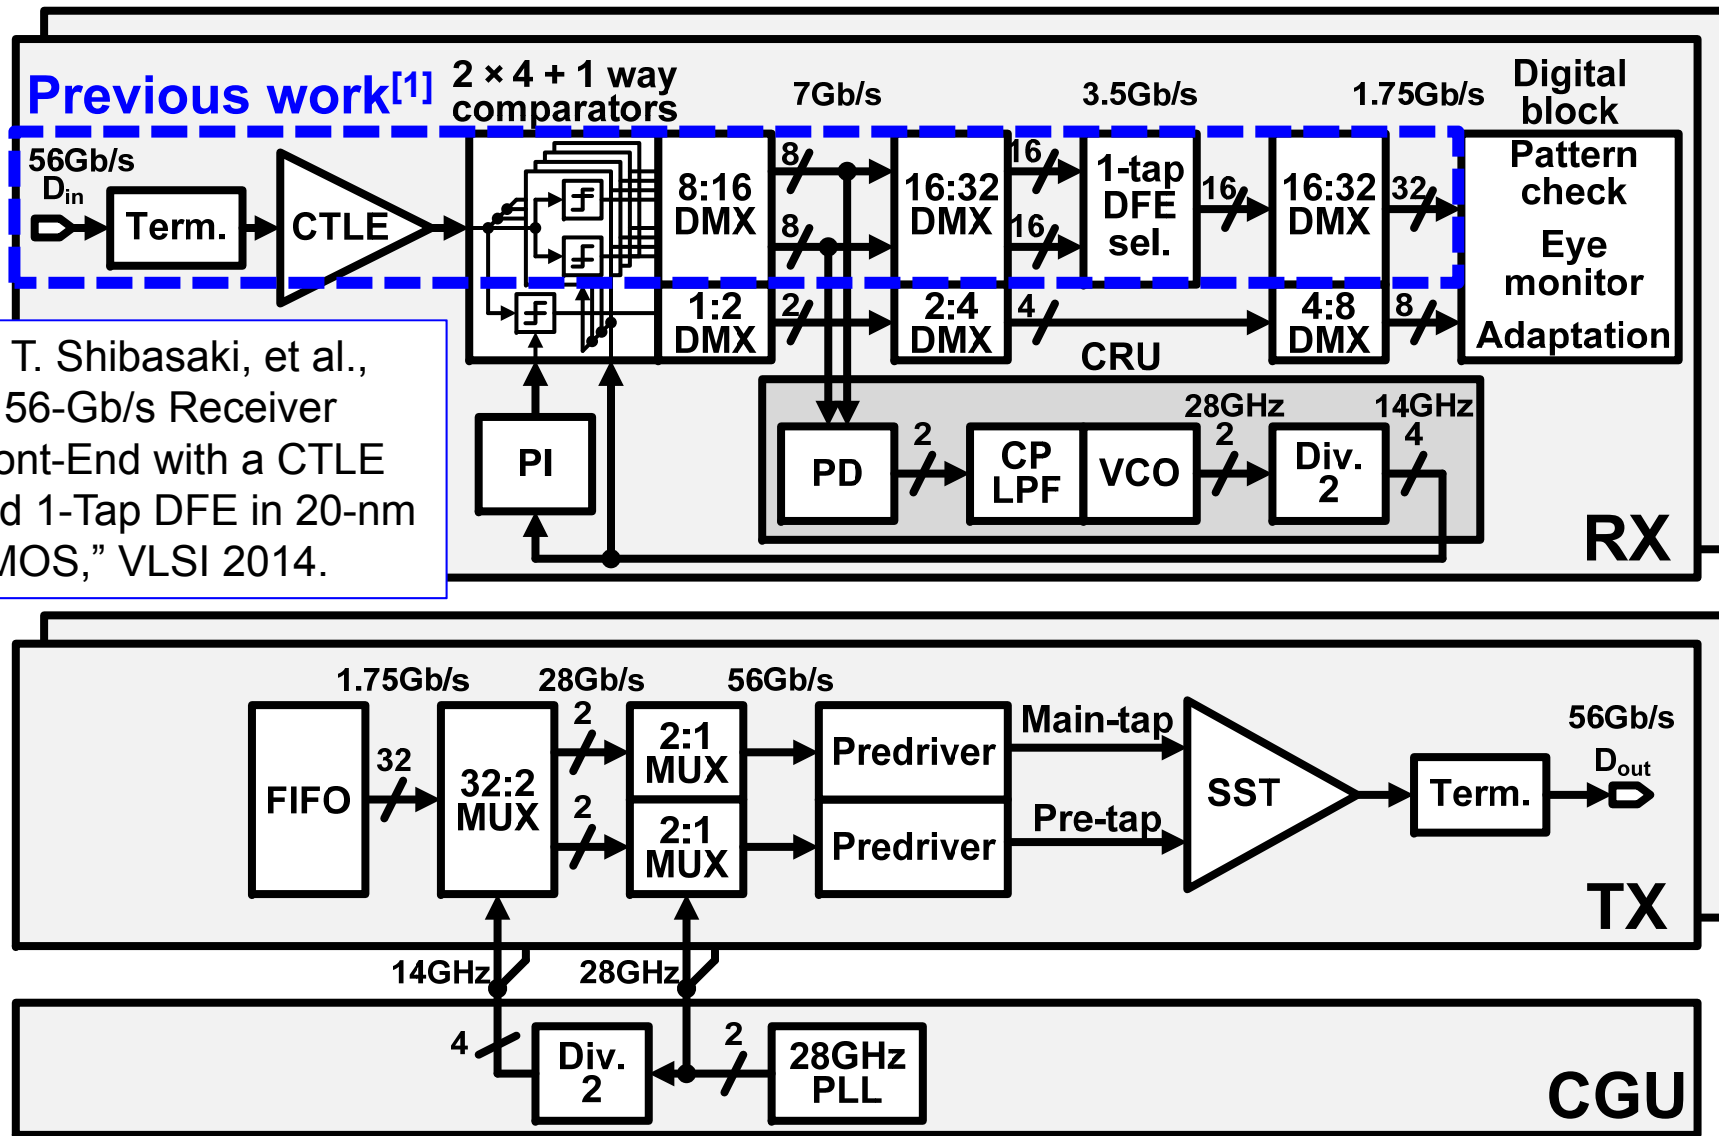 Previous work[1]
2 × 4 + 1 way
comparators
7Gb/s
3.5Gb/s
1.75Gb/s
Digital
block
56Gb/s
Din
Term.
CTLE
8:16
DMX
8
8
16:32
DMX
16
16
1-tap
DFE
sel.
16
16:32
DMX
32
Pattern
check
Eye
monitor
Adaptation
1:2
DMX
2
2:4
DMX
4
4:8
DMX
8
CRU
T. Shibasaki, et al.,
56-Gb/s Receiver
ont-End with a CTLE
d 1-Tap DFE in 20-nm
MOS,” VLSI 2014.
PI
PD
2
CP
LPF
VCO
28GHz
2
Div.
2
14GHz
4
RX
1.75Gb/s
28Gb/s
56Gb/s
FIFO
32
32:2
MUX
2
2
2:1
MUX
2:1
MUX
Predriver
Predriver
Main-tap
Pre-tap
SST
Term.
56Gb/s
Dout
TX
14GHz
28GHz
4
Div.
2
2
28GHz
PLL
CGU